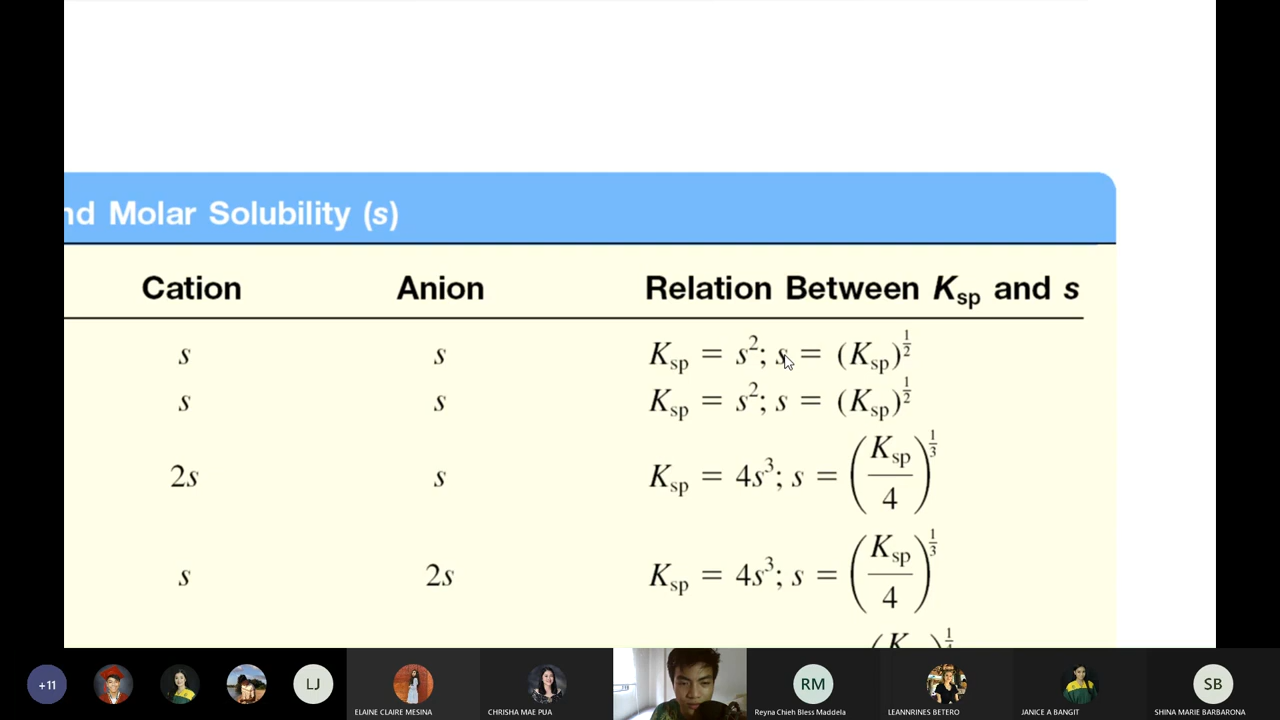 nd Molar Solubility (s)
Cation Anion Relation Between Ksp and s
s s Ksp = s²; s = (Ksp)^1/2
s s Ksp = s²; s = (Ksp)^1/2
2s s Ksp = 4s³; s = (Ksp/4)^1/3
s 2s Ksp = 4s³; s = (Ksp/4)^1/3
+11
LJ
ELAINE CLAIRE MESINA
CHRISHA MAE PUA
RM
Reyna Chieh Bless Maddela
LEANNRINES BETERO
JANICE A BANGIT
SB
SHINA MARIE BARBARONA